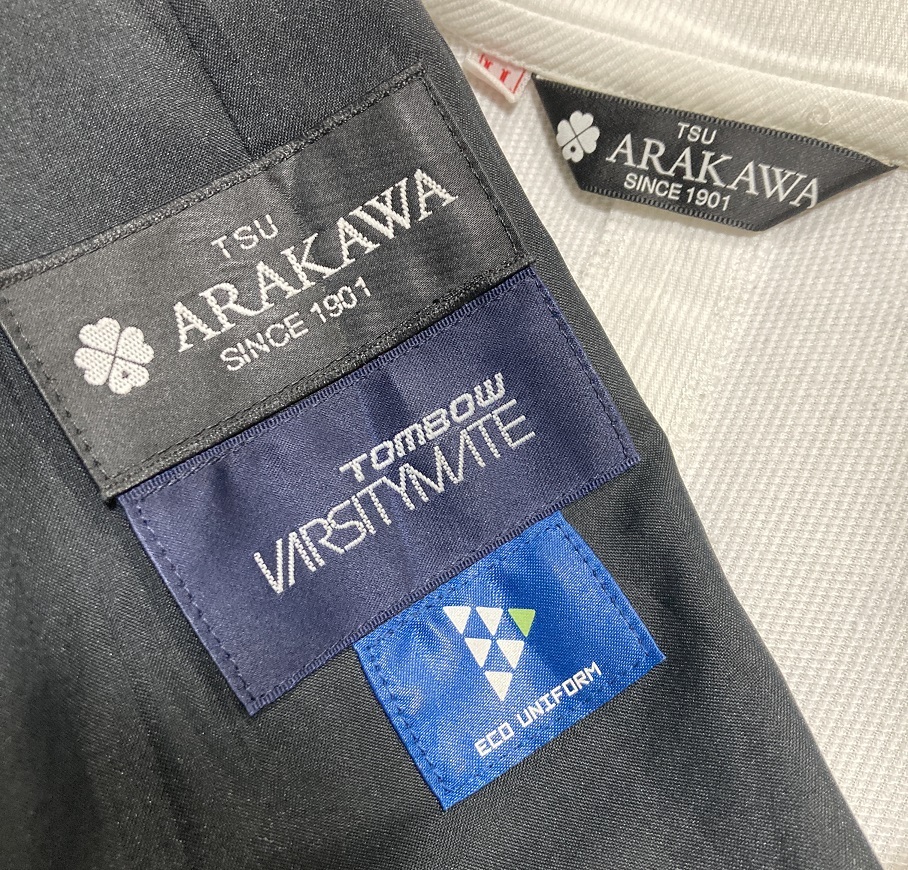 TSU
ARAKAWA
SINCE 1901
TOMBOW
VARSITYMATE
ECO UNIFORM
TSU
ARAKAWA
SINCE 1901